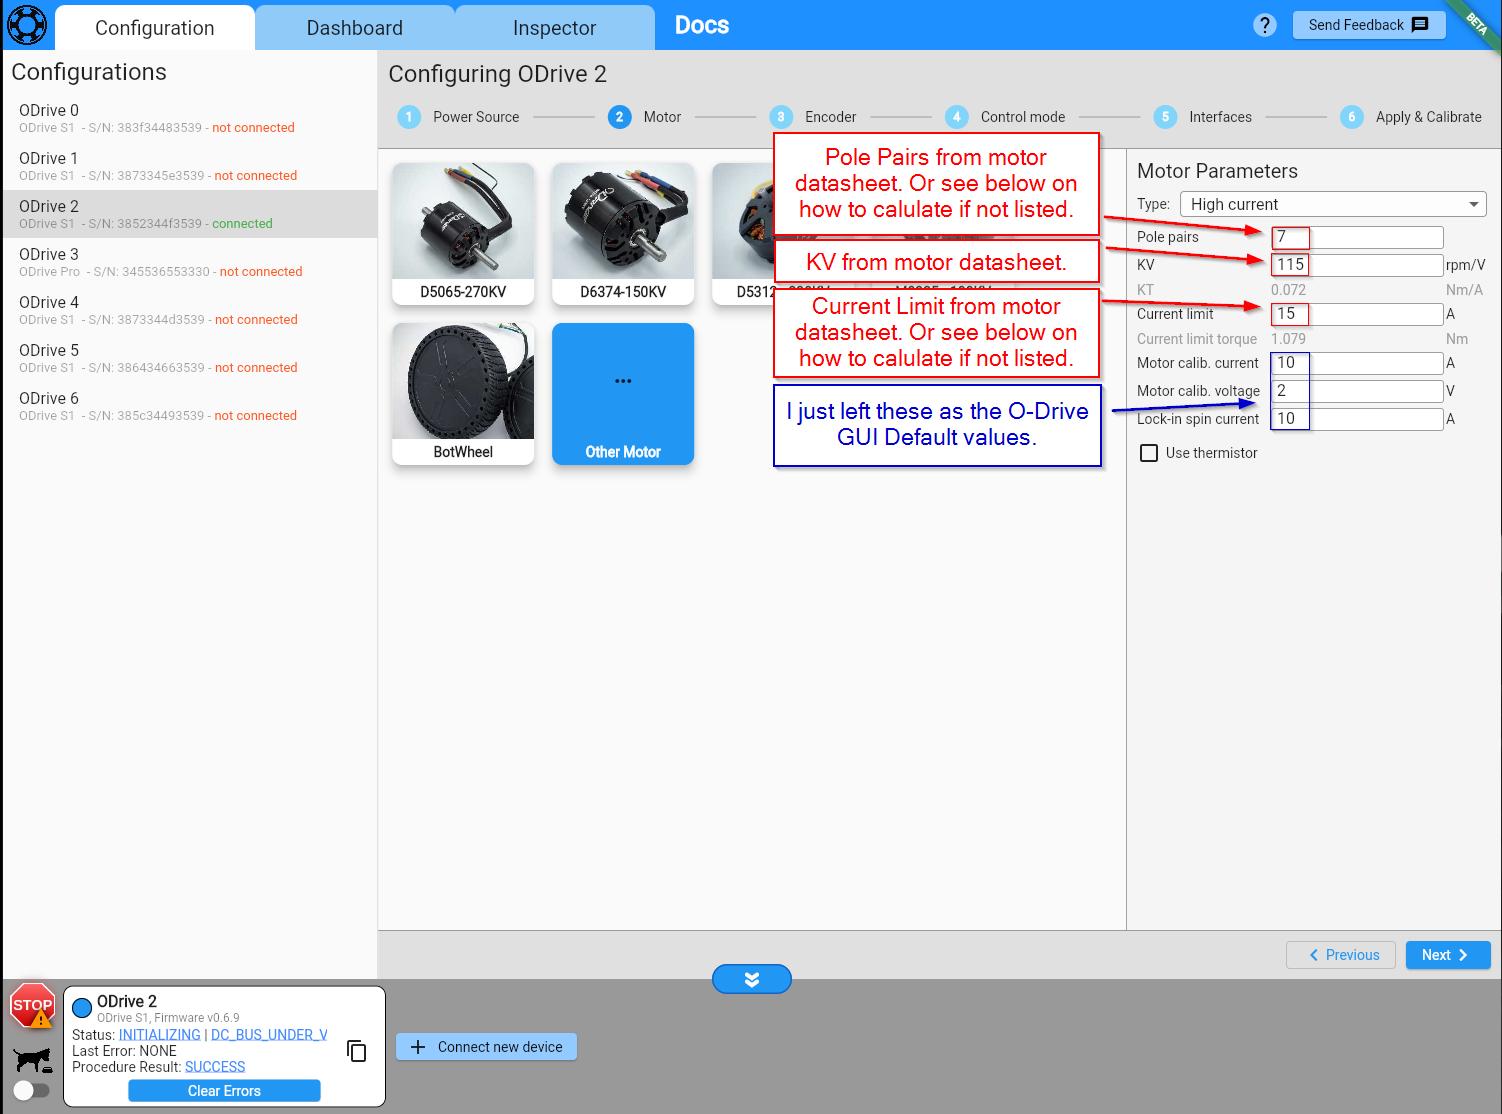 Configuration
Dashboard
Inspector
Docs
?
Send Feedback
BETA
Configurations
ODrive 0
ODrive S1 - S/N: 383f34483539 - not connected
ODrive 1
ODrive S1 - S/N: 3873345e3539 - not connected
ODrive 2
ODrive S1 - S/N: 3852344f3539 - connected
ODrive 3
ODrive Pro - S/N: 345536553330 - not connected
ODrive 4
ODrive S1 - S/N: 3873344d3539 - not connected
ODrive 5
ODrive S1 - S/N: 386434663539 - not connected
ODrive 6
ODrive S1 - S/N: 385c34493539 - not connected
Configuring ODrive 2
1 Power Source
2 Motor
3 Encoder
4 Control mode
5 Interfaces
6 Apply & Calibrate
D5065-270KV
D6374-150KV
D5312
BotWheel
...
Other Motor
Pole Pairs from motor
datasheet. Or see below on
how to calulate if not listed.
KV from motor datasheet.
Current Limit from motor
datasheet. Or see below on
how to calulate if not listed.
I just left these as the O-Drive
GUI Default values.
Motor Parameters
Type: High current
Pole pairs 7
KV 115 rpm/V
KT 0.072 Nm/A
Current limit 15 A
Current limit torque 1.079 Nm
Motor calib. current 10 A
Motor calib. voltage 2 V
Lock-in spin current 10 A
Use thermistor
Previous
Next
STOP
ODrive 2
ODrive S1, Firmware v0.6.9
Status: INITIALIZING | DC_BUS_UNDER_V
Last Error: NONE
Procedure Result: SUCCESS
Clear Errors
+ Connect new device